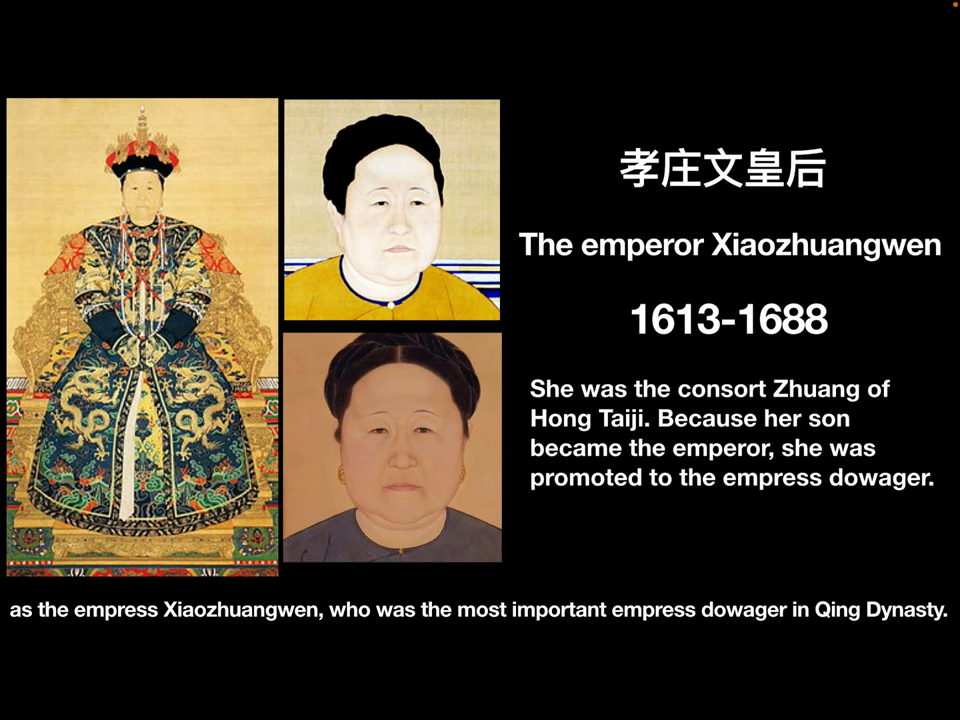 孝庄文皇后
The emperor Xiaozhuangwen
1613-1688
She was the consort Zhuang of
Hong Taiji. Because her son
became the emperor, she was
promoted to the empress dowager.
as the empress Xiaozhuangwen, who was the most important empress dowager in Qing Dynasty.